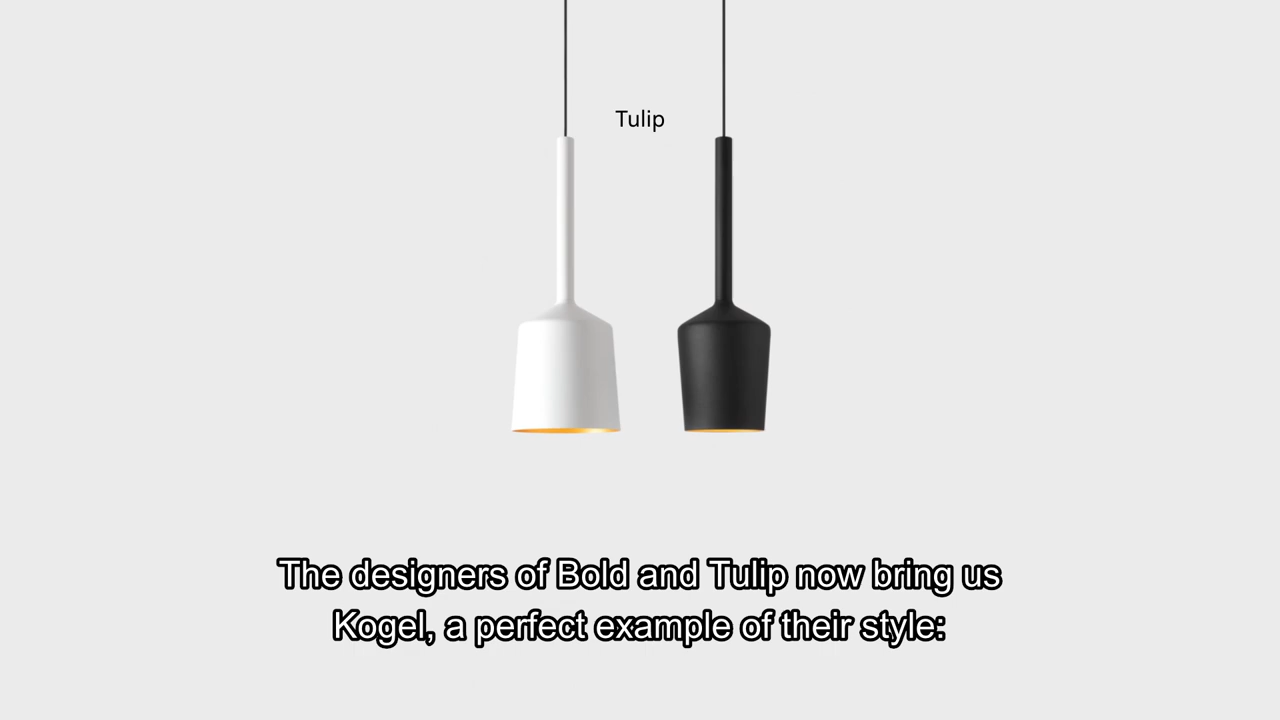 Tulip
The designers of Bold and Tulip now bring us
Kogel, a perfect example of their style: